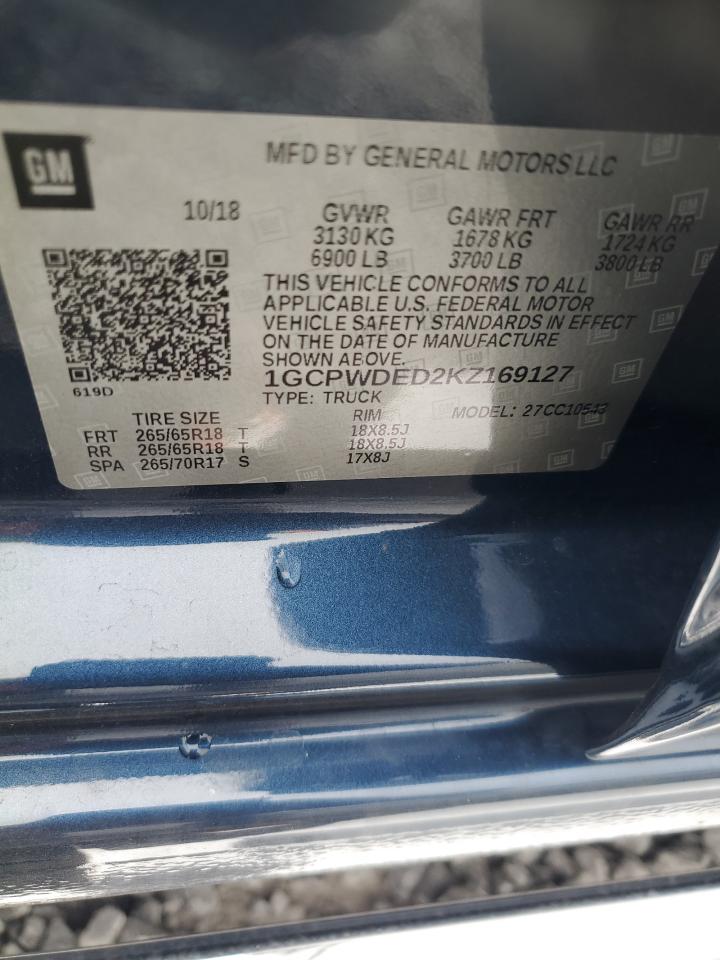 GM
MFD BY GENERAL MOTORS LLC
10/18 GVWR GAWR FRT GAWR RR
3130 KG 1678 KG 1724 KG
6900 LB 3700 LB 3800 LB
THIS VEHICLE CONFORMS TO ALL
APPLICABLE U.S. FEDERAL MOTOR
VEHICLE SAFETY STANDARDS IN EFFECT
ON THE DATE OF MANUFACTURE
SHOWN ABOVE.
619D
1GCPWDED2KZ169127
TYPE: TRUCK MODEL: 27CC10543
TIRE SIZE RIM
FRT 265/65R18 T 18X8.5J
RR 265/65R18 T 18X8.5J
SPA 265/70R17 S 17X8J